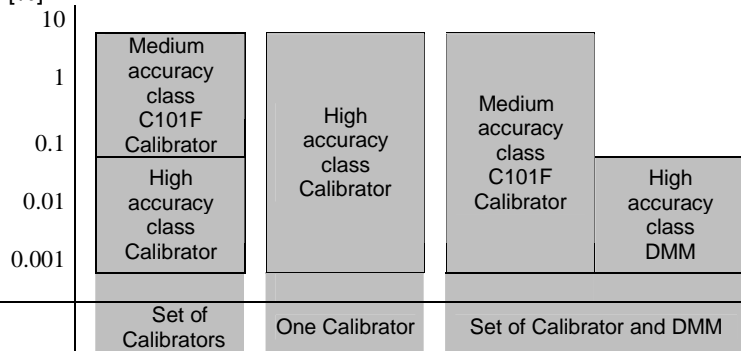 10
1
0.1
0.01
0.001
Medium
accuracy
class
C101F
Calibrator
High
accuracy
class
Calibrator
High
accuracy
class
Calibrator
Medium
accuracy
class
C101F
Calibrator
High
accuracy
class
DMM
Set of
Calibrators
One Calibrator
Set of Calibrator and DMM